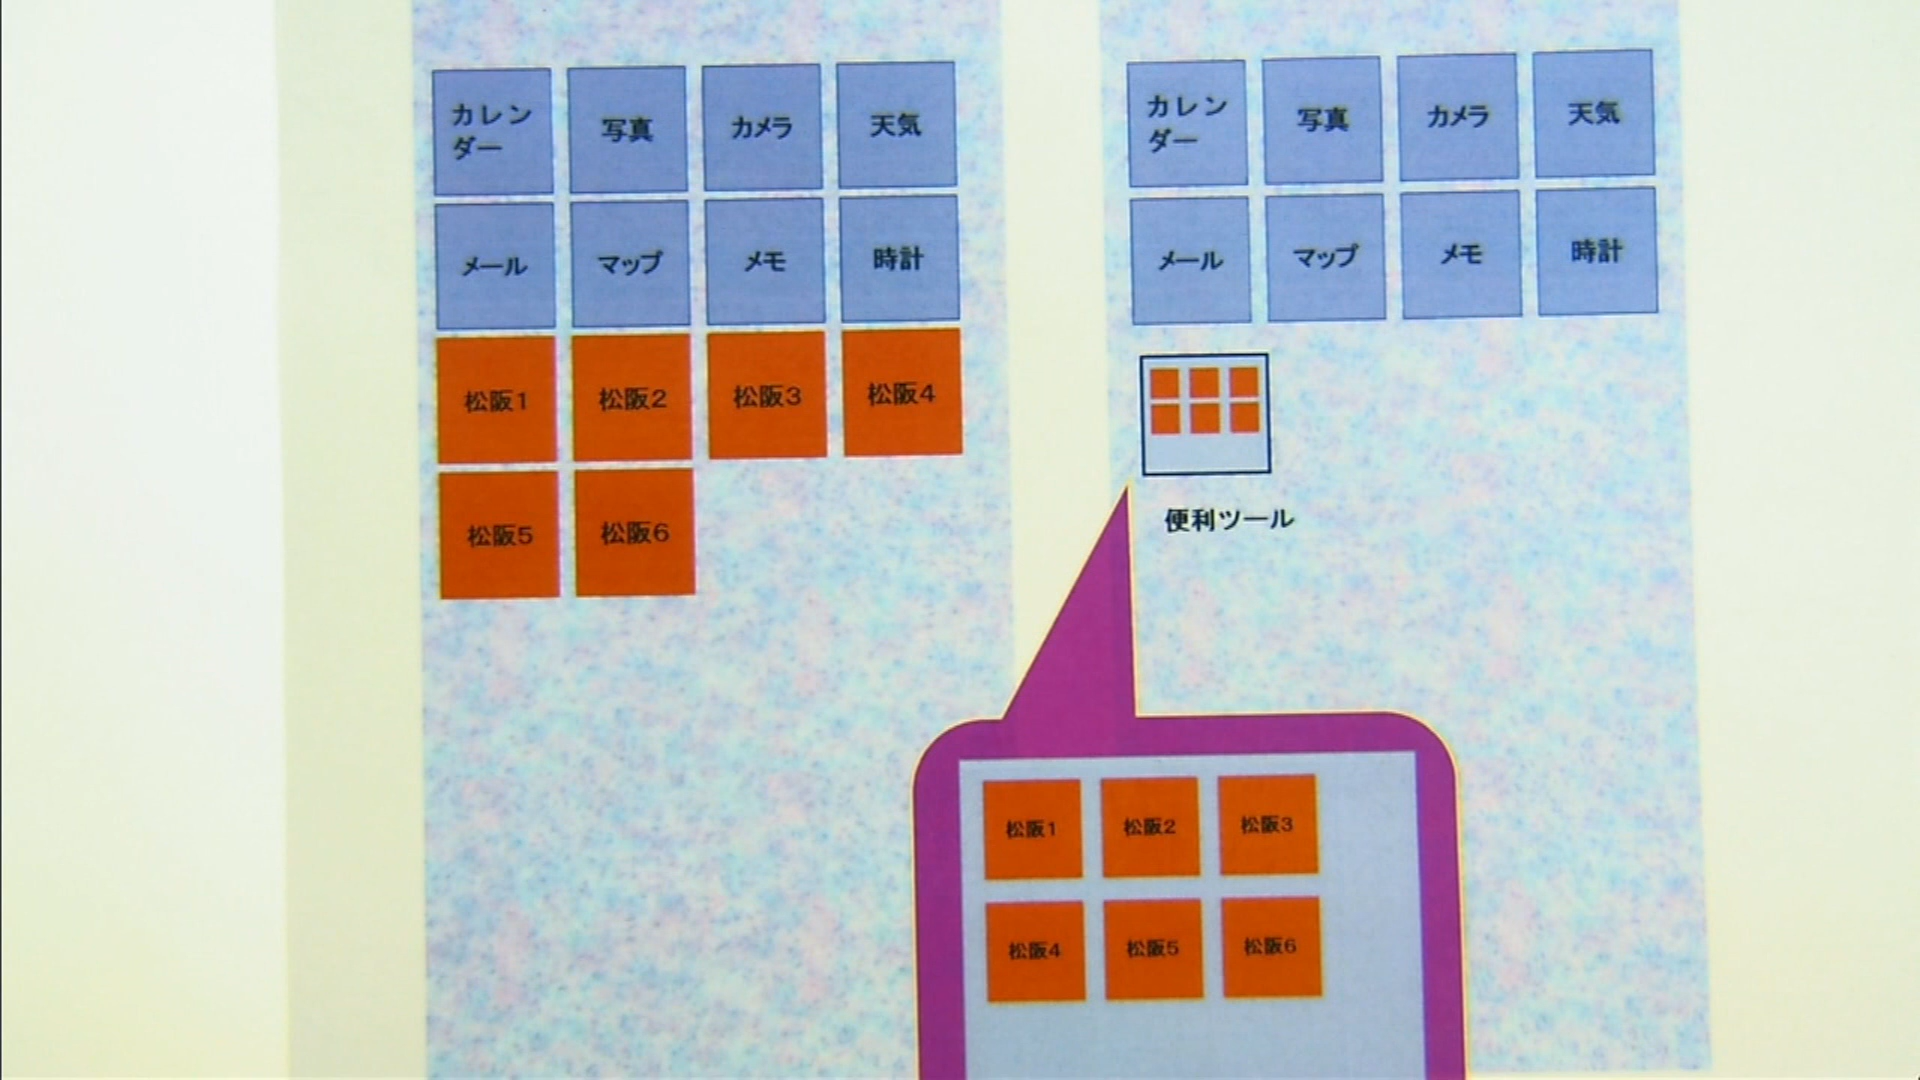 カレン
ダー
写真
カメラ
天気
メール
マップ
メモ
時計
松阪1
松阪2
松阪3
松阪4
松阪5
松阪6
カレン
ダー
写真
カメラ
天気
メール
マップ
メモ
時計
便利ツール
松阪1
松阪2
松阪3
松阪4
松阪5
松阪6